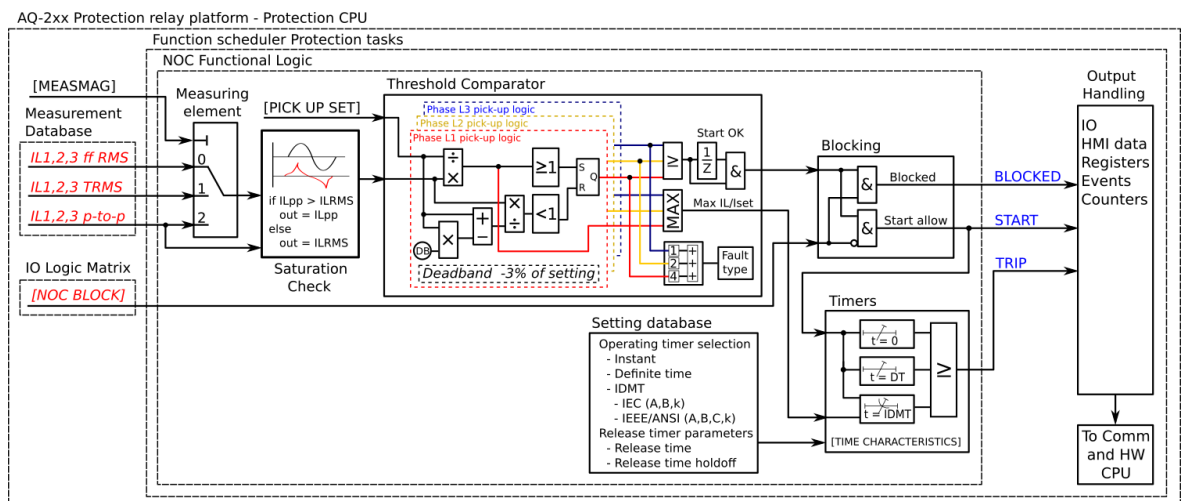 AQ-2xx Protection relay platform - Protection CPU
Function scheduler Protection tasks
NOC Functional Logic
[MEASMAG]
Measurement
Database
IL1,2,3 ff RMS
IL1,2,3 TRMS
IL1,2,3 p-to-p
IO Logic Matrix
[NOC BLOCK]
Measuring
element
0
1
2
if ILpp > ILRMS
out = ILpp
else
out = ILRMS
Saturation
Check
[PICK UP SET]
Threshold Comparator
Phase L3 pick-up logic
Phase L2 pick-up logic
Phase L1 pick-up logic
÷
×
≥1
S
R
Q
×
÷
<1
+
−
×
DB
Deadband -3% of setting
≥
Start OK
1
Z
&
MAX
Max IL/Iset
1 +
2 +
4 +
Fault
type
Blocking
&
Blocked
&
Start allow
BLOCKED
START
TRIP
Setting database
Operating timer selection
- Instant
- Definite time
- IDMT
- IEC (A,B,k)
- IEEE/ANSI (A,B,C,k)
Release timer parameters
- Release time
- Release time holdoff
Timers
t = 0
t = DT
t = IDMT
≥
[TIME CHARACTERISTICS]
Output
Handling
IO
HMI data
Registers
Events
Counters
To Comm
and HW
CPU